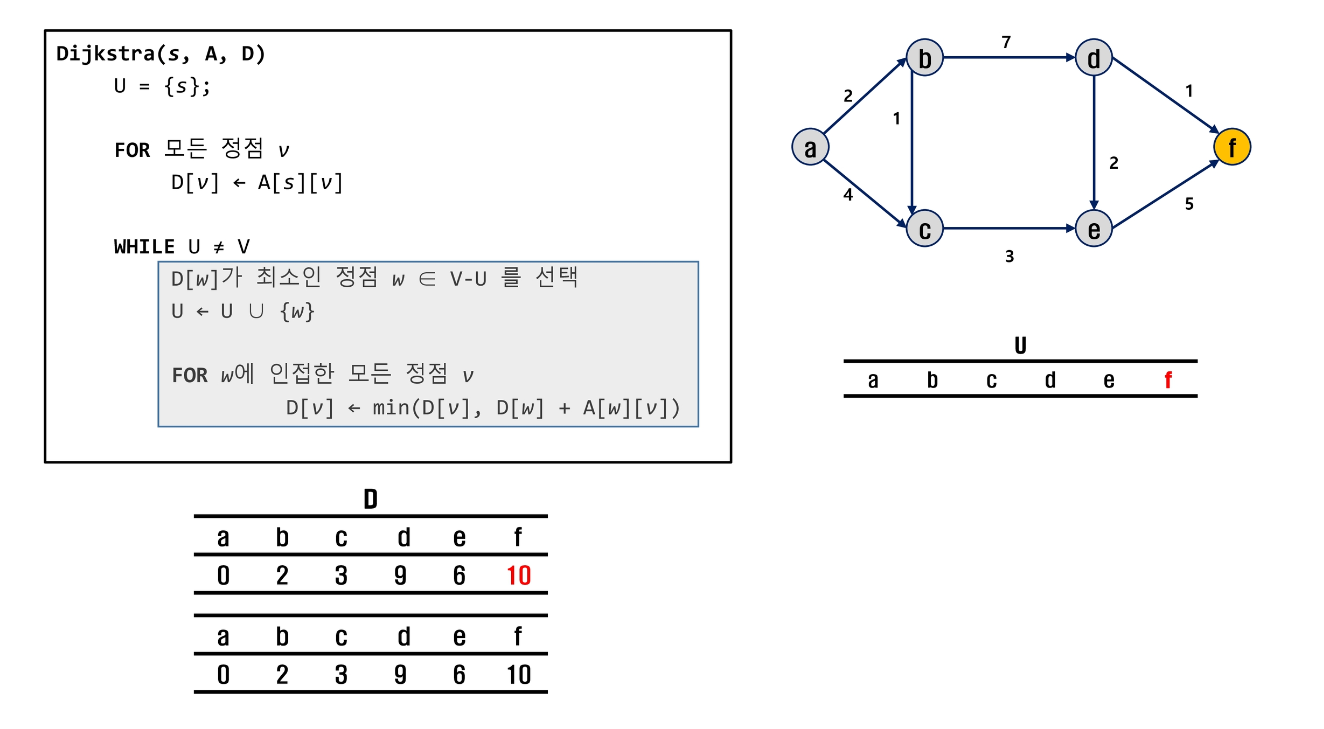 Dijkstra(s, A, D)
U = {s};
FOR 모든 정점 v
D[v] ← A[s][v]
WHILE U ≠ V
D[w]가 최소인 정점 w ∈ V-U 를 선택
U ← U ∪ {w}
FOR w에 인접한 모든 정점 v
D[v] ← min(D[v], D[w] + A[w][v])
7
b
d
2
1
1
a
f
4
2
5
c
e
3
U
a b c d e f
D
a b c d e f
0 2 3 9 6 10
a b c d e f
0 2 3 9 6 10